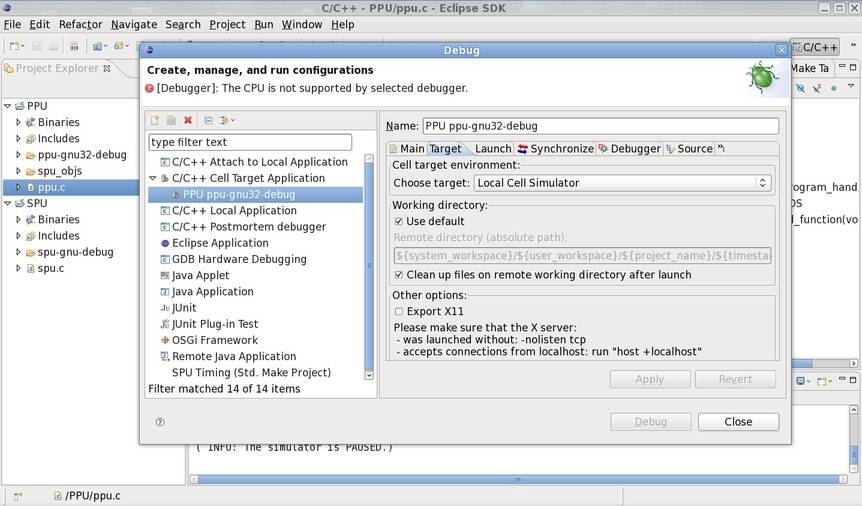 C/C++ - PPU/ppu.c - Eclipse SDK
File Edit Refactor Navigate Search Project Run Window Help
C/C++
Project Explorer
Make Ta
PPU
Binaries
Includes
ppu-gnu32-debug
spu_objs
ppu.c
SPU
Binaries
Includes
spu-gnu-debug
spu.c
Debug
Create, manage, and run configurations
[Debugger]: The CPU is not supported by selected debugger.
type filter text
C/C++ Attach to Local Application
C/C++ Cell Target Application
PPU ppu-gnu32-debug
C/C++ Local Application
C/C++ Postmortem debugger
Eclipse Application
GDB Hardware Debugging
Java Applet
Java Application
JUnit
JUnit Plug-in Test
OSGi Framework
Remote Java Application
SPU Timing (Std. Make Project)
Filter matched 14 of 14 items
Name: PPU ppu-gnu32-debug
Main Target Launch Synchronize Debugger Source
Cell target environment:
Choose target: Local Cell Simulator
Working directory:
Use default
Remote directory (absolute path):
${system_workspace}/${user_workspace}/${project_name}/${timesta
Clean up files on remote working directory after launch
Other options:
Export X11
Please make sure that the X server:
- was launched without: -nolisten tcp
- accepts connections from localhost: run "host +localhost"
Apply Revert
Debug Close
rogram_hand
OS
d_function(vo
( INFO: The simulator is PAUSED.)
/PPU/ppu.c